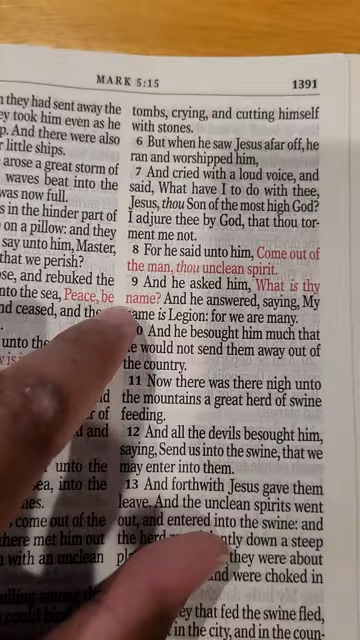 MARK 5:15
1391
they had sent away the
ey took him even as he
p. And there were also
little ships.
arose a great storm of
waves beat into the
was now full.
s in the hinder part of
on a pillow: and they
say unto him, Master,
that we perish?
ose, and rebuked the
nto the sea, Peace, be
nd ceased, and the
unto the
of
d and
unto the
sea, into the
come out of the
here met him out
with an unclean
tombs, crying, and cutting himself
with stones.
6 But when he saw Jesus afar off, he
ran and worshipped him,
7 And cried with a loud voice, and
said, What have I to do with thee,
Jesus, thou Son of the most high God?
I adjure thee by God, that thou tor-
ment me not.
8 For he said unto him, Come out of
the man, thou unclean spirit.
9 And he asked him, What is thy
name? And he answered, saying, My
name is Legion: for we are many.
0 And he besought him much that
he would not send them away out of
the country.
11 Now there was there nigh unto
the mountains a great herd of swine
feeding.
12 And all the devils besought him,
saying, Send us into the swine, that we
may enter into them.
13 And forthwith Jesus gave them
leave. And the unclean spirits went
out, and entered into the swine: and
the herd ntly down a steep
they were about
and were choked in
ey that fed the swine fled,
in the city, and in the coun-